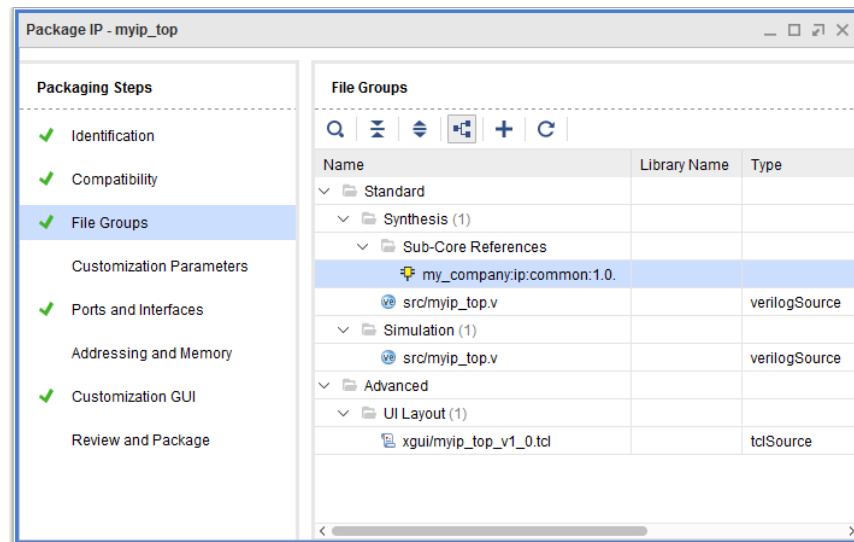 Package IP - myip_top
Packaging Steps
Identification
Compatibility
File Groups
Customization Parameters
Ports and Interfaces
Addressing and Memory
Customization GUI
Review and Package
File Groups
Name Library Name Type
Standard
Synthesis (1)
Sub-Core References
my_company:ip:common:1.0.
src/myip_top.v verilogSource
Simulation (1)
src/myip_top.v verilogSource
Advanced
UI Layout (1)
xgui/myip_top_v1_0.tcl tclSource